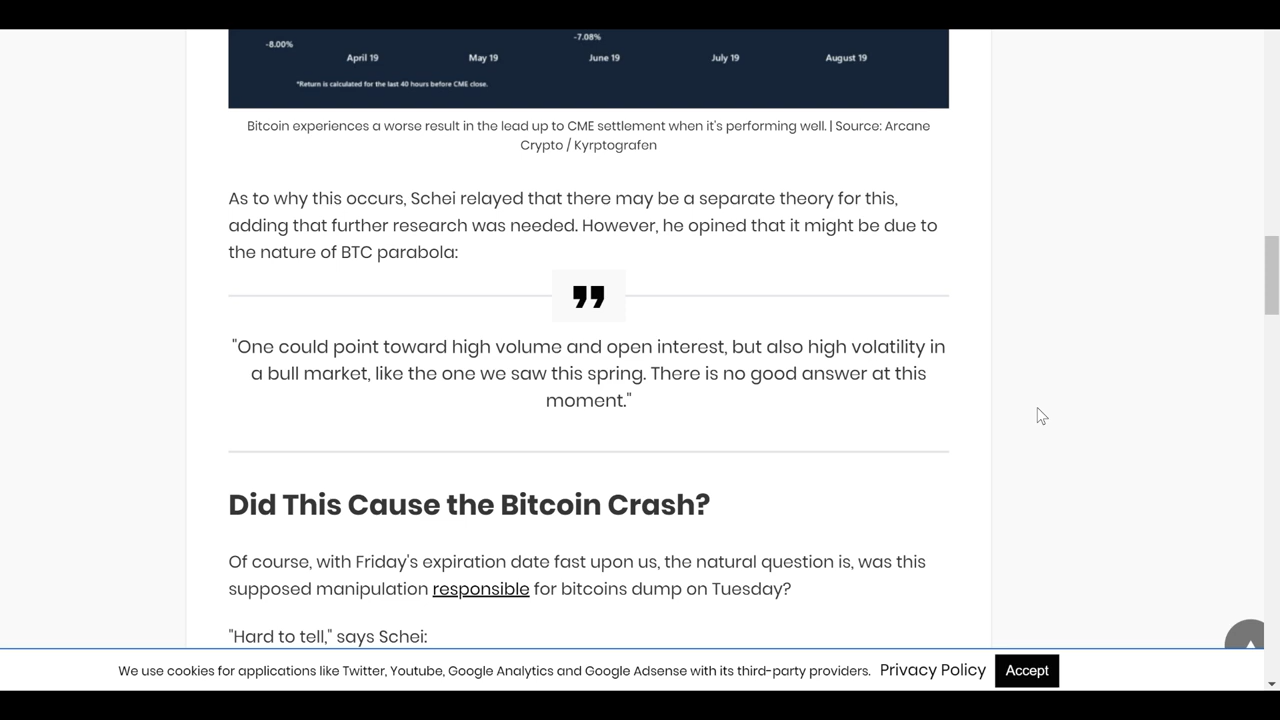 -8.00%
-7.08%
April 19 May 19 June 19 July 19 August 19
*Return is calculated for the last 40 hours before CME close.
Bitcoin experiences a worse result in the lead up to CME settlement when it's performing well. | Source: Arcane
Crypto / Kyrptografen
As to why this occurs, Schei relayed that there may be a separate theory for this,
adding that further research was needed. However, he opined that it might be due to
the nature of BTC parabola:
"One could point toward high volume and open interest, but also high volatility in
a bull market, like the one we saw this spring. There is no good answer at this
moment."
Did This Cause the Bitcoin Crash?
Of course, with Friday's expiration date fast upon us, the natural question is, was this
supposed manipulation responsible for bitcoins dump on Tuesday?
"Hard to tell," says Schei:
We use cookies for applications like Twitter, Youtube, Google Analytics and Google Adsense with its third-party providers. Privacy Policy Accept